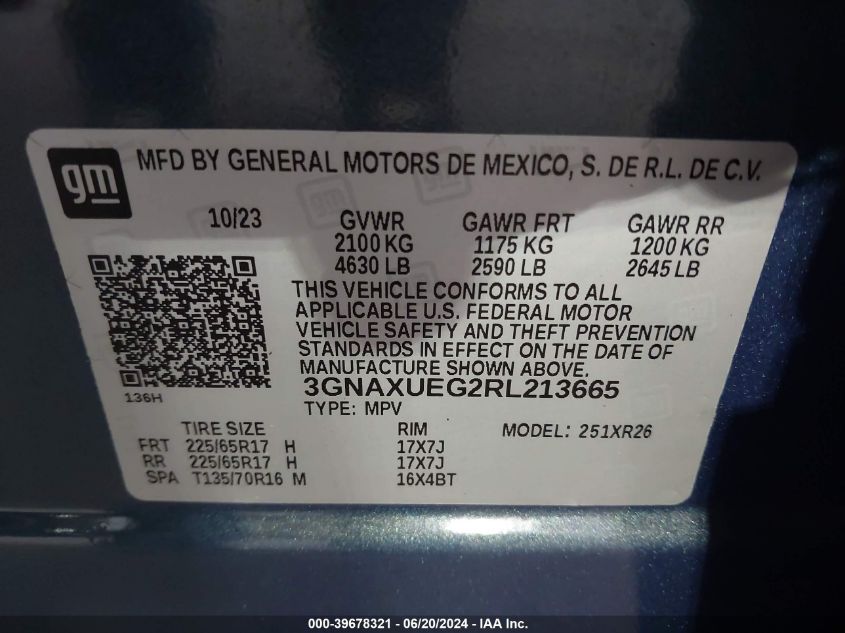 gm
MFD BY GENERAL MOTORS DE MEXICO, S. DE R.L. DE C.V.
10/23 GVWR GAWR FRT GAWR RR
2100 KG 1175 KG 1200 KG
4630 LB 2590 LB 2645 LB
THIS VEHICLE CONFORMS TO ALL
APPLICABLE U.S. FEDERAL MOTOR
VEHICLE SAFETY AND THEFT PREVENTION
STANDARDS IN EFFECT ON THE DATE OF
MANUFACTURE SHOWN ABOVE.
136H
3GNAXUEG2RL213665
TYPE: MPV
TIRE SIZE RIM MODEL: 251XR26
FRT 225/65R17 H 17X7J
RR 225/65R17 H 17X7J
SPA T135/70R16 M 16X4BT
000-39678321 - 06/20/2024 - IAA Inc.